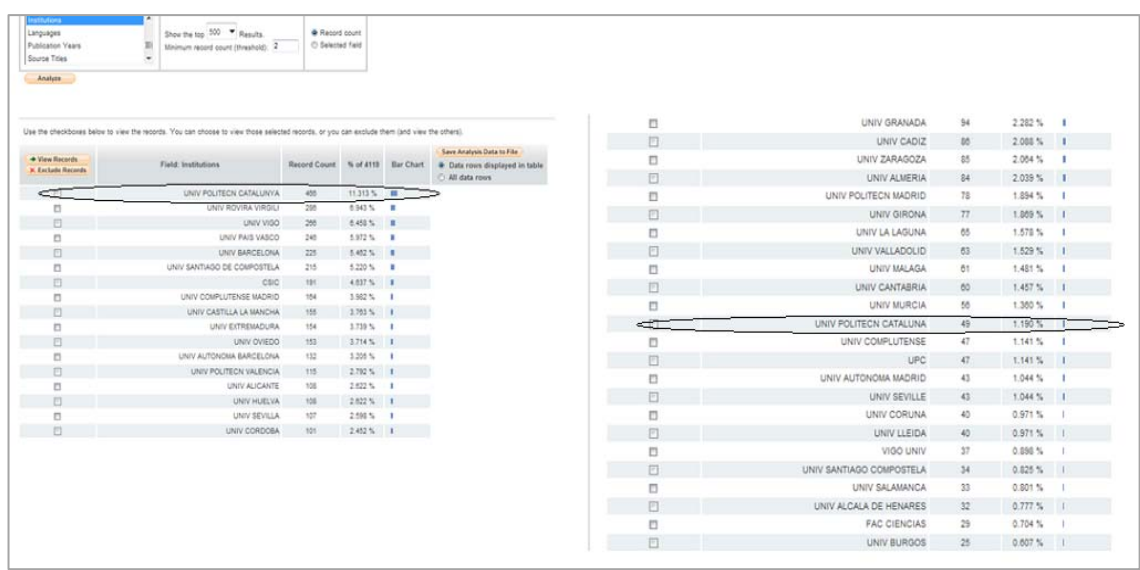 Institutions
Languages
Publication Years
Source Titles
Show the top 500 Results.
Minimum record count (threshold): 2
Record count
Selected field
Analyze
Use the checkboxes below to view the records. You can choose to view those selected records, or you can exclude them (and view the others).
View Records
Exclude Records
Field: Institutions Record Count % of 4119 Bar Chart
Save Analysis Data to File
Data rows displayed in table
All data rows
UNIV POLITECN CATALUNYA 466 11.313 %
UNIV ROVIRA VIRGILI 286 6.943 %
UNIV VIGO 266 6.458 %
UNIV PAIS VASCO 246 5.972 %
UNIV BARCELONA 225 5.462 %
UNIV SANTIAGO DE COMPOSTELA 215 5.220 %
CSIC 191 4.637 %
UNIV COMPLUTENSE MADRID 164 3.982 %
UNIV CASTILLA LA MANCHA 155 3.763 %
UNIV EXTREMADURA 154 3.739 %
UNIV OVIEDO 153 3.714 %
UNIV AUTONOMA BARCELONA 132 3.205 %
UNIV POLITECN VALENCIA 115 2.792 %
UNIV ALICANTE 108 2.622 %
UNIV HUELVA 108 2.622 %
UNIV SEVILLA 107 2.598 %
UNIV CORDOBA 101 2.452 %
UNIV GRANADA 94 2.282 %
UNIV CADIZ 86 2.088 %
UNIV ZARAGOZA 85 2.064 %
UNIV ALMERIA 84 2.039 %
UNIV POLITECN MADRID 78 1.894 %
UNIV GIRONA 77 1.869 %
UNIV LA LAGUNA 65 1.578 %
UNIV VALLADOLID 63 1.529 %
UNIV MALAGA 61 1.481 %
UNIV CANTABRIA 60 1.457 %
UNIV MURCIA 56 1.360 %
UNIV POLITECN CATALUNA 49 1.190 %
UNIV COMPLUTENSE 47 1.141 %
UPC 47 1.141 %
UNIV AUTONOMA MADRID 43 1.044 %
UNIV SEVILLE 43 1.044 %
UNIV CORUNA 40 0.971 %
UNIV LLEIDA 40 0.971 %
VIGO UNIV 37 0.898 %
UNIV SANTIAGO COMPOSTELA 34 0.825 %
UNIV SALAMANCA 33 0.801 %
UNIV ALCALA DE HENARES 32 0.777 %
FAC CIENCIAS 29 0.704 %
UNIV BURGOS 25 0.607 %